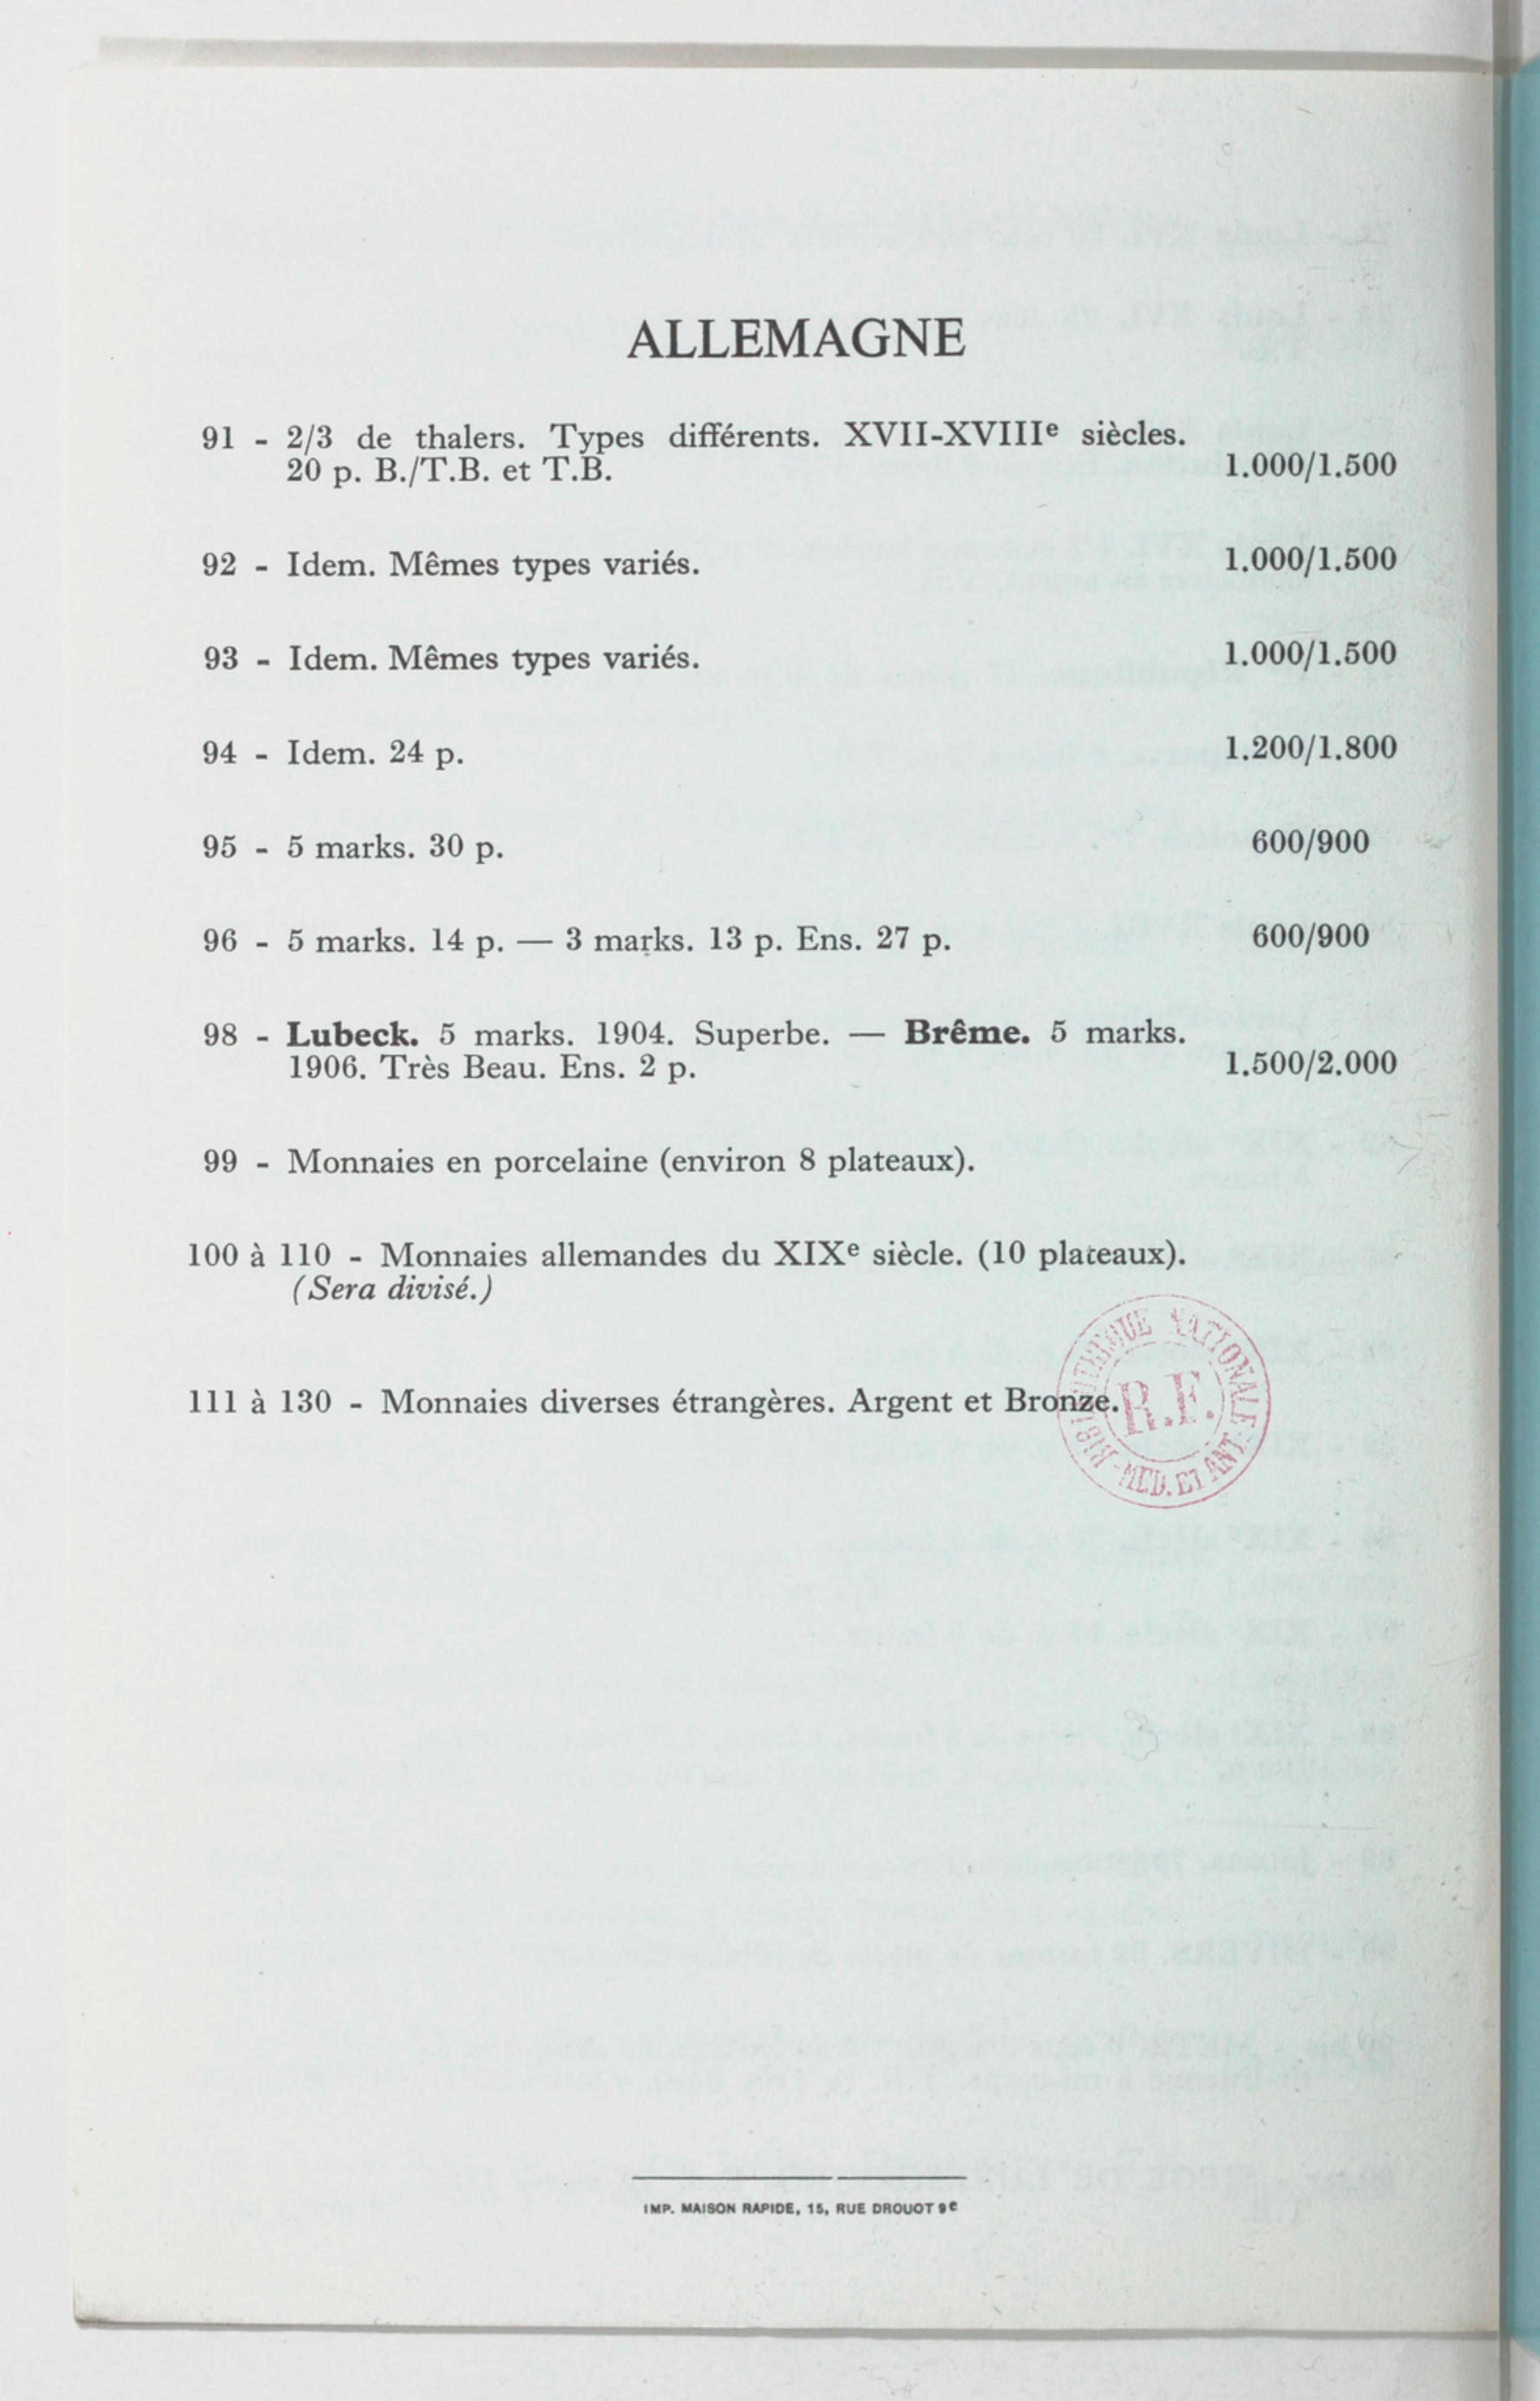 ALLEMAGNE
91 - 2/3 de thalers. Types différents. XVII-XVIIIe siècles.
20 p. B./T.B. et T.B. 1.000/1.500
92 - Idem. Mêmes types variés. 1.000/1.500
93 - Idem. Mêmes types variés. 1.000/1.500
94 - Idem. 24 p. 1.200/1.800
95 - 5 marks. 30 p. 600/900
96 - 5 marks. 14 p. — 3 marks. 13 p. Ens. 27 p. 600/900
98 - Lubeck. 5 marks. 1904. Superbe. — Brême. 5 marks.
1906. Très Beau. Ens. 2 p. 1.500/2.000
99 - Monnaies en porcelaine (environ 8 plateaux).
100 à 110 - Monnaies allemandes du XIXe siècle. (10 plateaux).
(Sera divisé.)
111 à 130 - Monnaies diverses étrangères. Argent et Bronze.
BIBLIOTHEQUE NATIONALE
R.F.
MED. ET ANT.
IMP. MAISON RAPIDE, 15, RUE DROUOT 9e